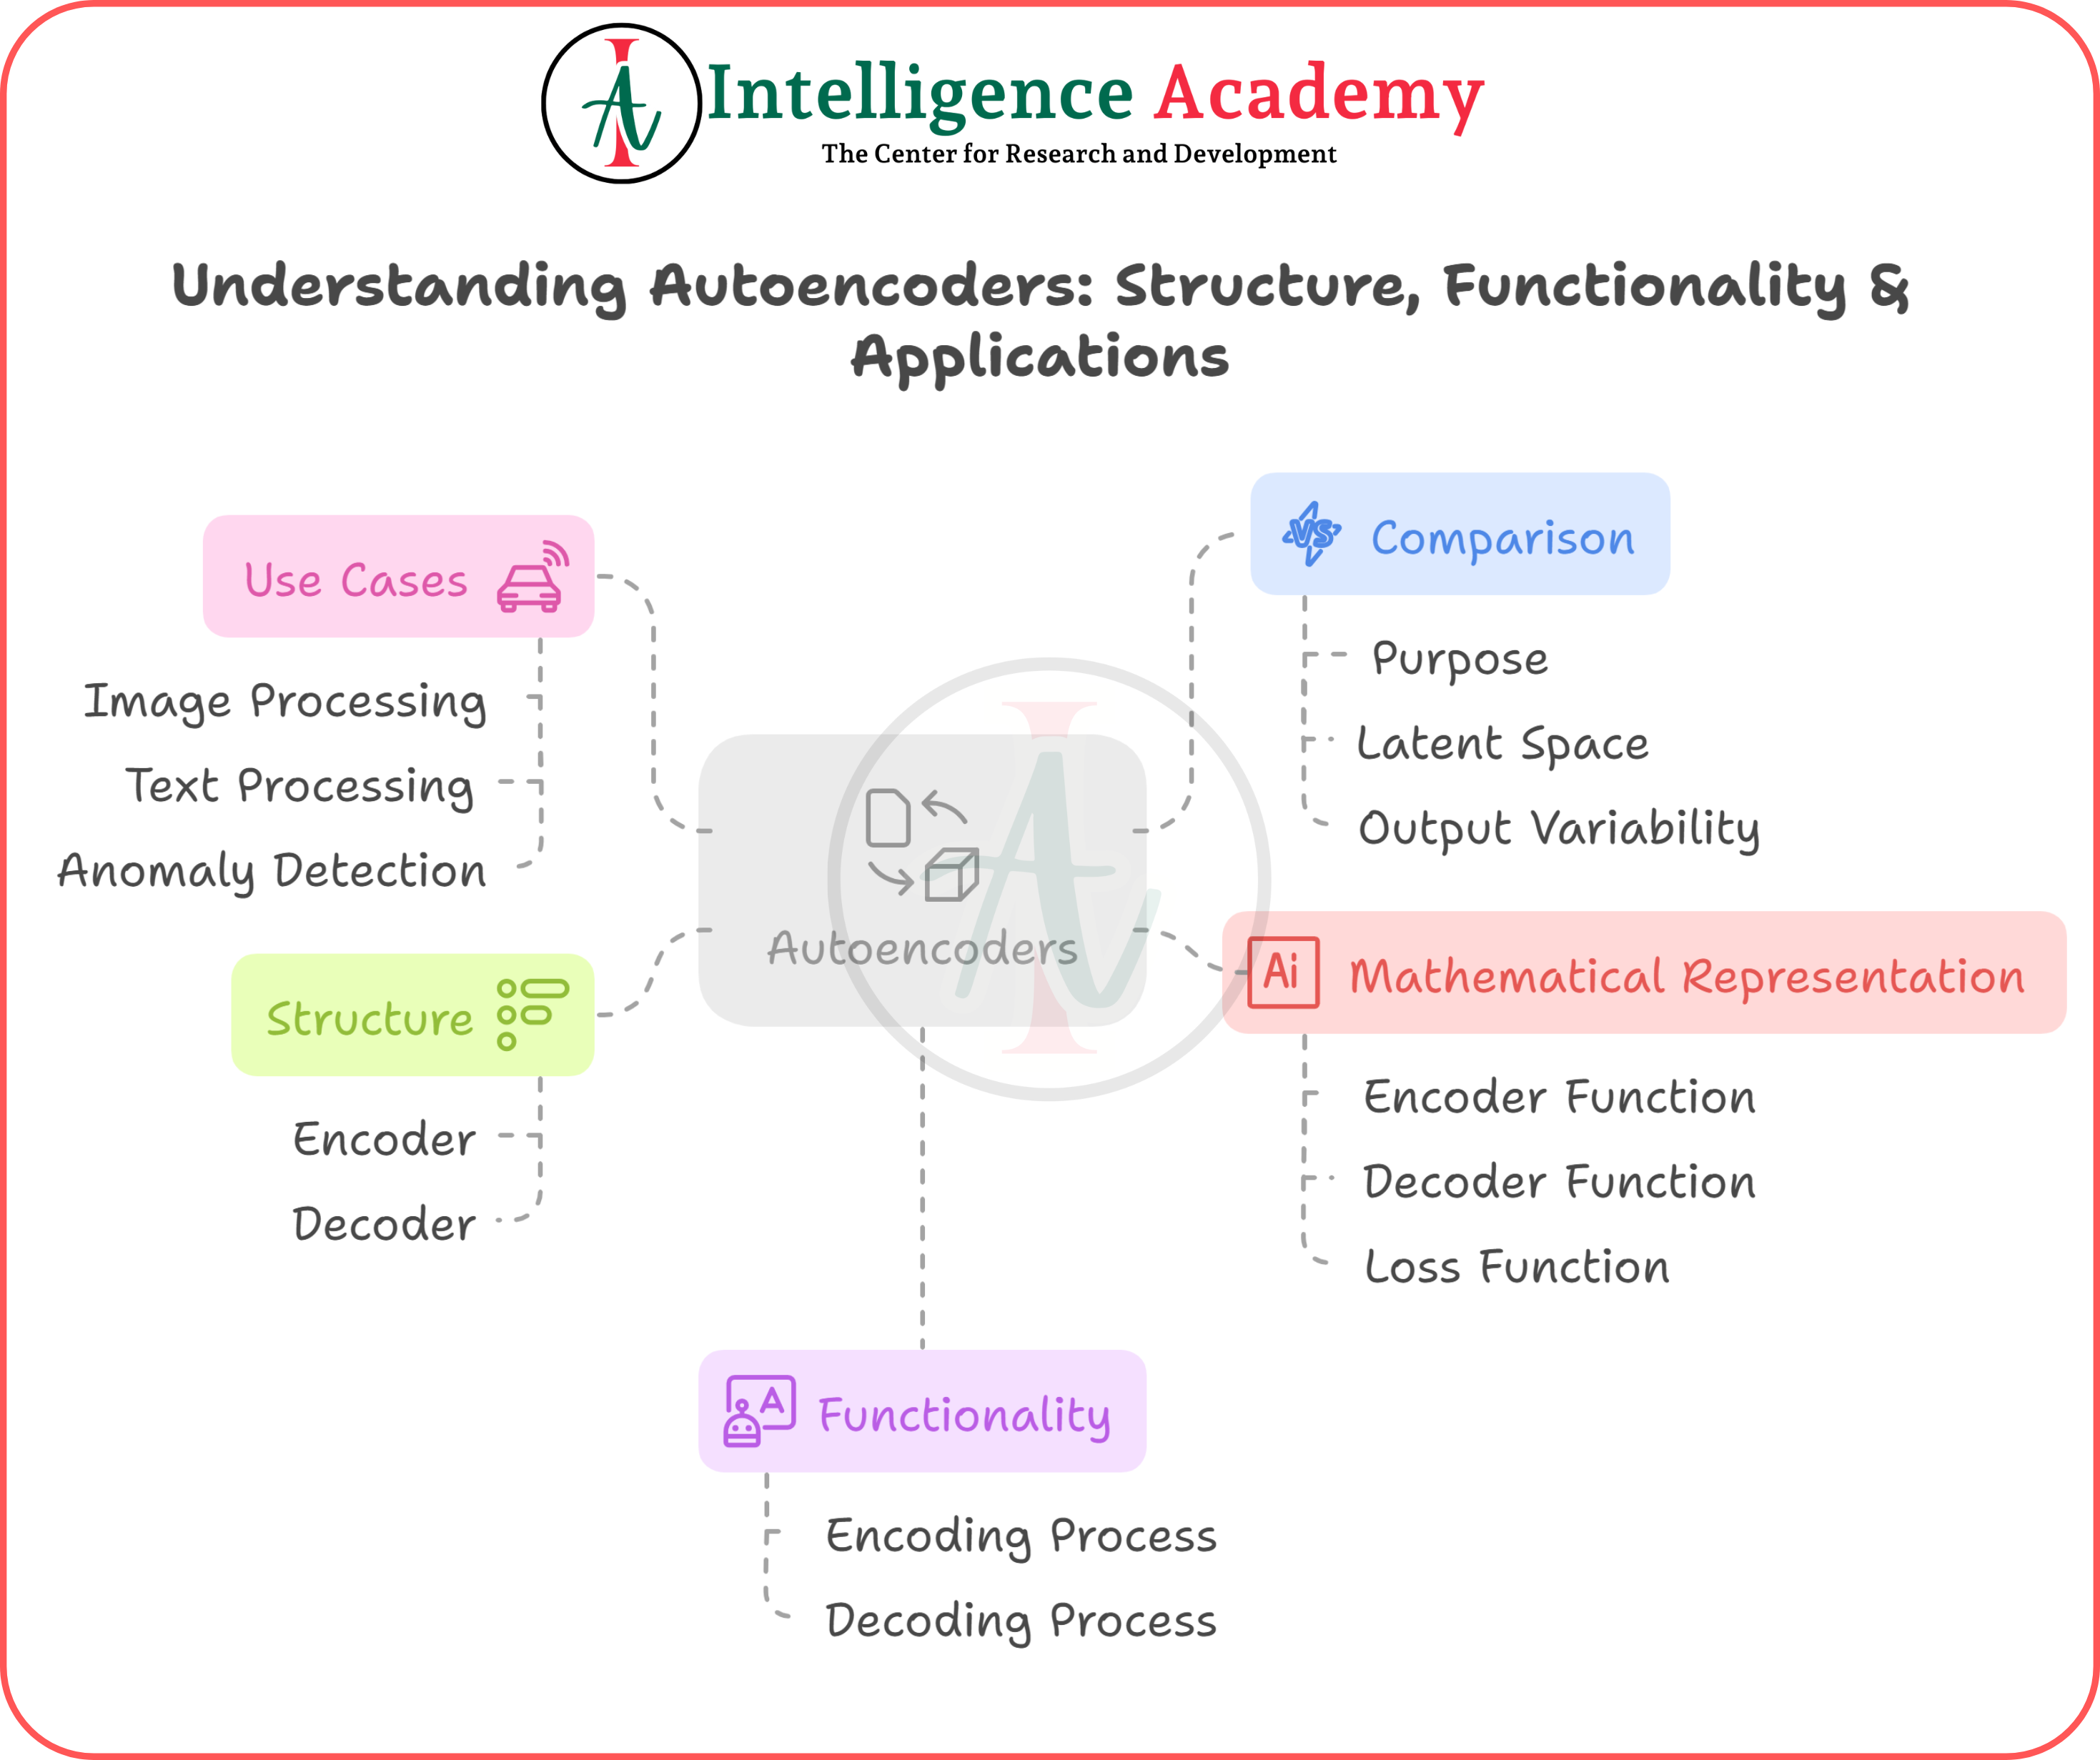 Intelligence Academy
The Center for Research and Development
Understanding Autoencoders: Structure, Functionality &
Applications
Use Cases
Image Processing
Text Processing
Anomaly Detection
Structure
Encoder
Decoder
Autoencoders
Comparison
Purpose
Latent Space
Output Variability
Ai
Mathematical Representation
Encoder Function
Decoder Function
Loss Function
A
Functionality
Encoding Process
Decoding Process